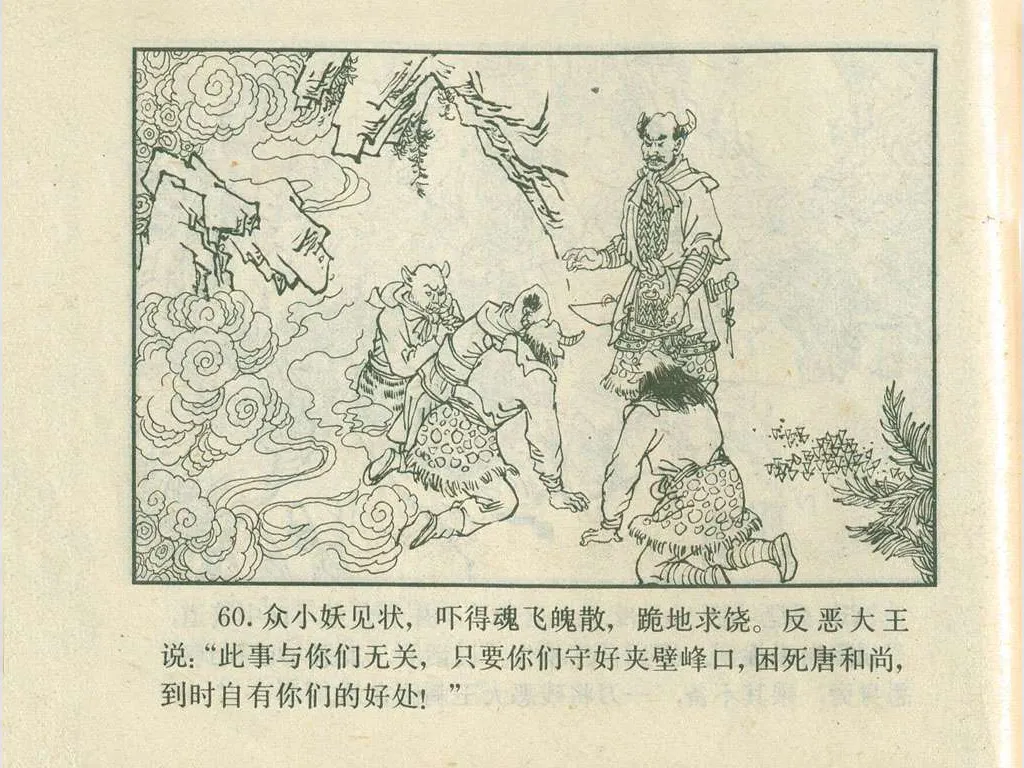 60. 众小妖见状，吓得魂飞魄散，跪地求饶。反恶大王
说：“此事与你们无关，只要你们守好夹壁峰口，困死唐和尚，
到时自有你们的好处！”